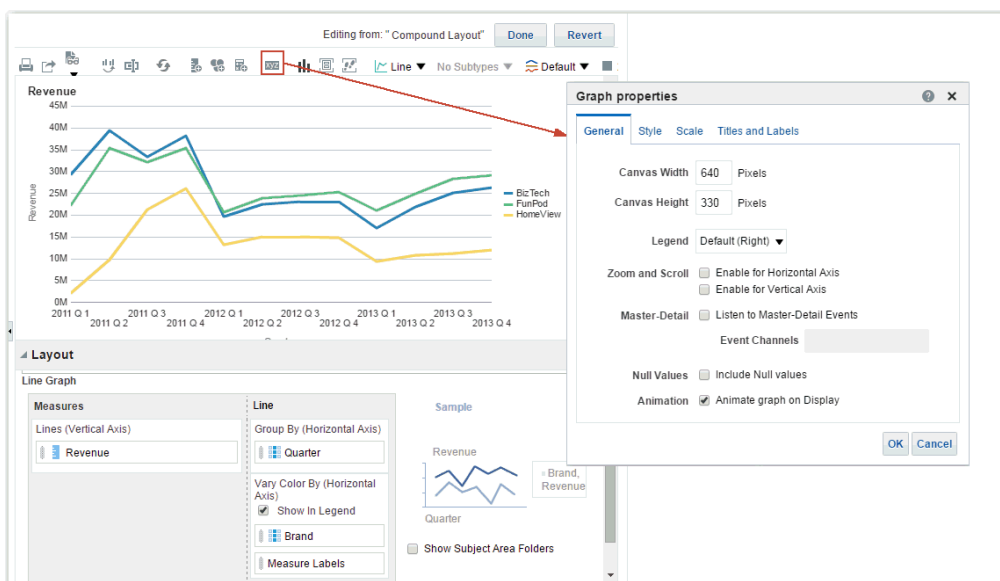 Editing from: " Compound Layout"
Done
Revert
xyz
Line
No Subtypes
Default
Revenue
45M
40M
35M
30M
25M
20M
15M
10M
5M
0M
Revenue
2011 Q 1
2011 Q 2
2011 Q 3
2011 Q 4
2012 Q 1
2012 Q 2
2012 Q 3
2012 Q 4
2013 Q 1
2013 Q 2
2013 Q 3
2013 Q 4
BizTech
FunPod
HomeView
Layout
Line Graph
Measures
Lines (Vertical Axis)
Revenue
Line
Group By (Horizontal Axis)
Quarter
Vary Color By (Horizontal
Axis)
Show In Legend
Brand
Measure Labels
Sample
Revenue
Brand,
Revenue
Quarter
Show Subject Area Folders
Graph properties
General Style Scale Titles and Labels
Canvas Width 640 Pixels
Canvas Height 330 Pixels
Legend Default (Right)
Zoom and Scroll Enable for Horizontal Axis
Enable for Vertical Axis
Master-Detail Listen to Master-Detail Events
Event Channels
Null Values Include Null values
Animation Animate graph on Display
OK Cancel